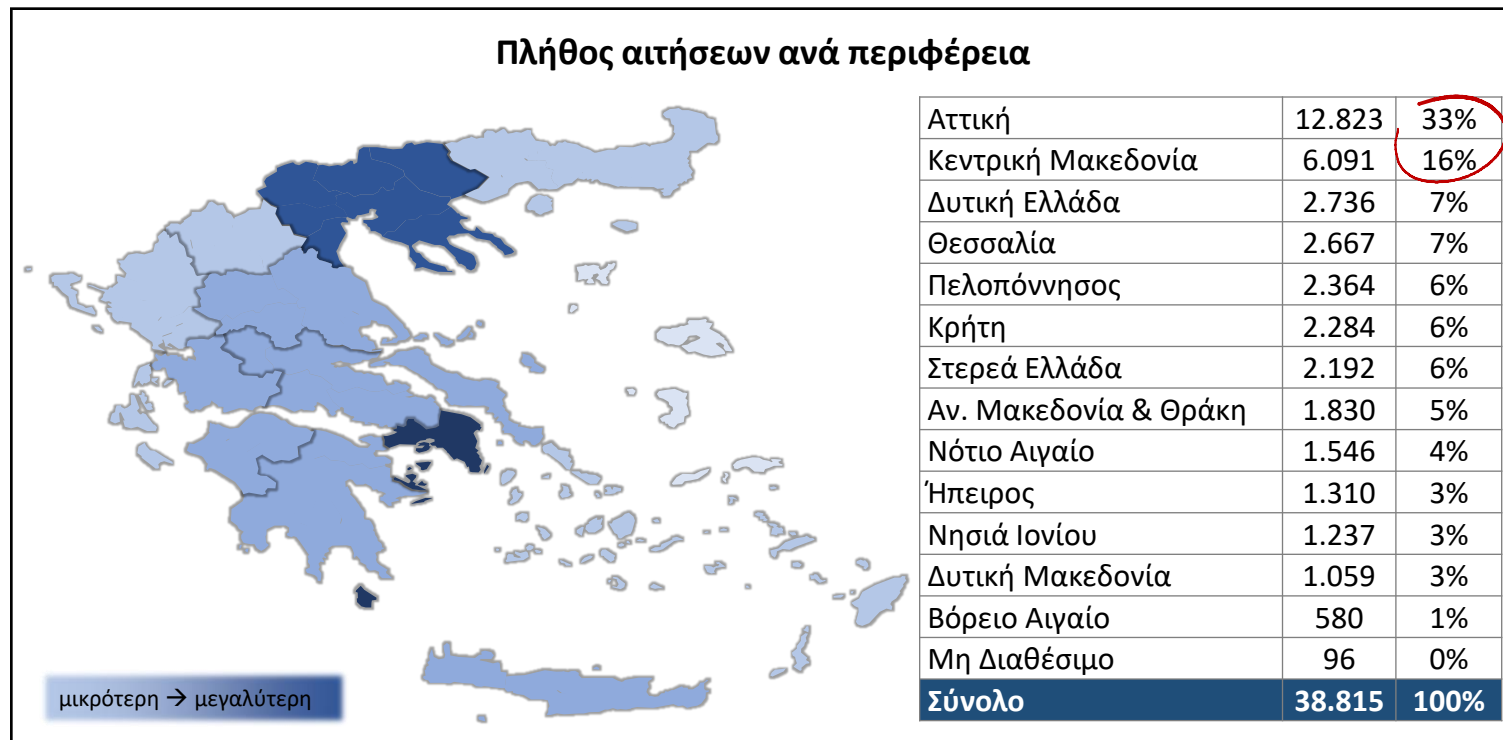 Πλήθος αιτήσεων ανά περιφέρεια
Αττική 12.823 33%
Κεντρική Μακεδονία 6.091 16%
Δυτική Ελλάδα 2.736 7%
Θεσσαλία 2.667 7%
Πελοπόννησος 2.364 6%
Κρήτη 2.284 6%
Στερεά Ελλάδα 2.192 6%
Αν. Μακεδονία & Θράκη 1.830 5%
Νότιο Αιγαίο 1.546 4%
Ήπειρος 1.310 3%
Νησιά Ιονίου 1.237 3%
Δυτική Μακεδονία 1.059 3%
Βόρειο Αιγαίο 580 1%
Μη Διαθέσιμο 96 0%
Σύνολο 38.815 100%
μικρότερη → μεγαλύτερη